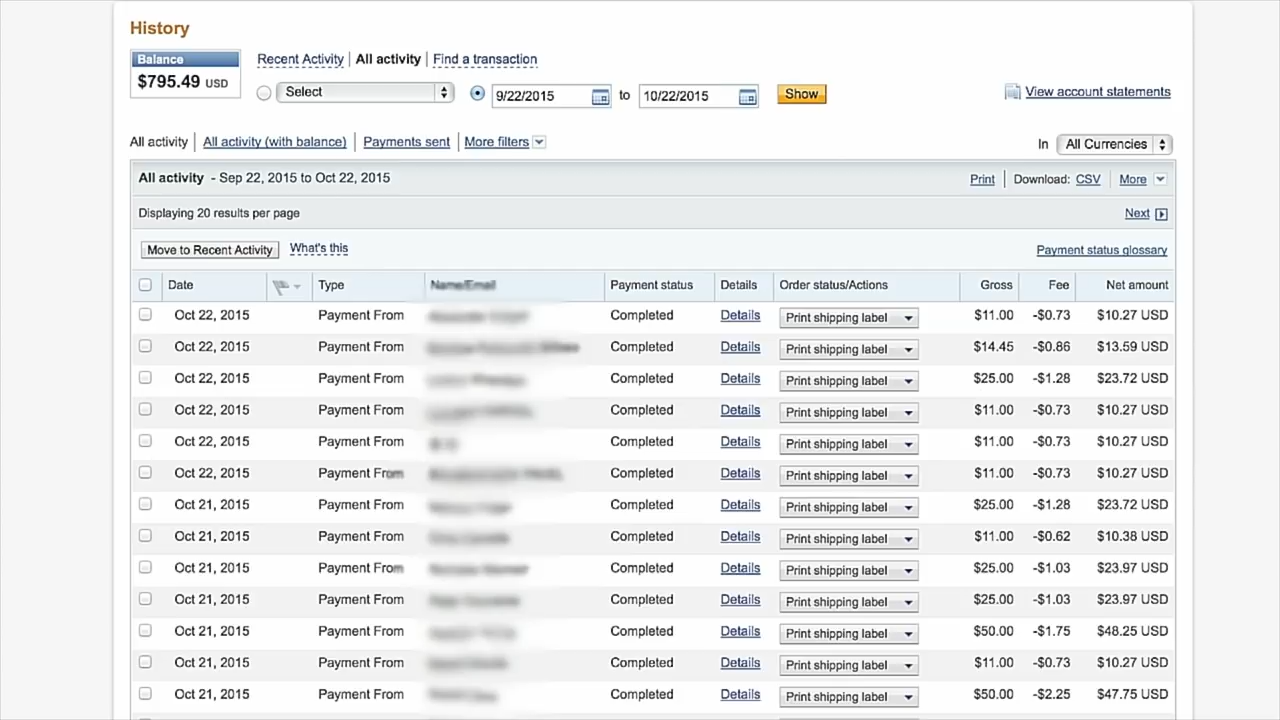 History
Balance
$795.49 USD
Recent Activity | All activity | Find a transaction
Select 9/22/2015 to 10/22/2015 Show View account statements
All activity | All activity (with balance) | Payments sent | More filters In All Currencies
All activity - Sep 22, 2015 to Oct 22, 2015 Print | Download: CSV | More
Displaying 20 results per page Next
Move to Recent Activity What's this Payment status glossary
Date Type Name/Email Payment status Details Order status/Actions Gross Fee Net amount
Oct 22, 2015 Payment From Completed Details Print shipping label $11.00 -$0.73 $10.27 USD
Oct 22, 2015 Payment From Completed Details Print shipping label $14.45 -$0.86 $13.59 USD
Oct 22, 2015 Payment From Completed Details Print shipping label $25.00 -$1.28 $23.72 USD
Oct 22, 2015 Payment From Completed Details Print shipping label $11.00 -$0.73 $10.27 USD
Oct 22, 2015 Payment From Completed Details Print shipping label $11.00 -$0.73 $10.27 USD
Oct 22, 2015 Payment From Completed Details Print shipping label $11.00 -$0.73 $10.27 USD
Oct 21, 2015 Payment From Completed Details Print shipping label $25.00 -$1.28 $23.72 USD
Oct 21, 2015 Payment From Completed Details Print shipping label $11.00 -$0.62 $10.38 USD
Oct 21, 2015 Payment From Completed Details Print shipping label $25.00 -$1.03 $23.97 USD
Oct 21, 2015 Payment From Completed Details Print shipping label $25.00 -$1.03 $23.97 USD
Oct 21, 2015 Payment From Completed Details Print shipping label $50.00 -$1.75 $48.25 USD
Oct 21, 2015 Payment From Completed Details Print shipping label $11.00 -$0.73 $10.27 USD
Oct 21, 2015 Payment From Completed Details Print shipping label $50.00 -$2.25 $47.75 USD